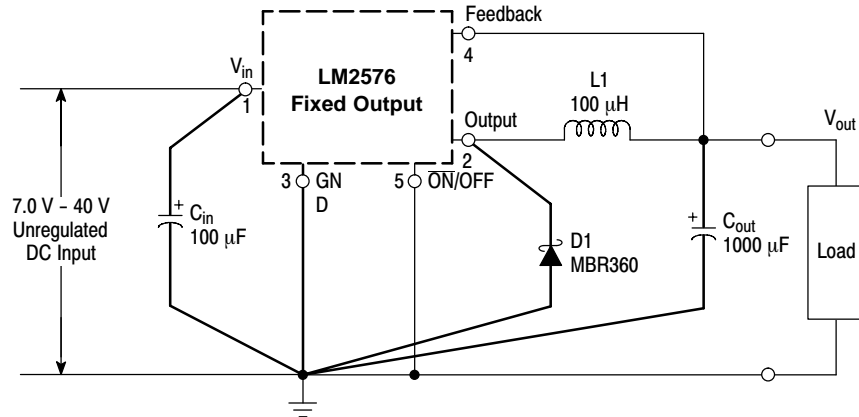 Feedback
4
V_in
1
LM2576
Fixed Output
L1
100 μH
Output
2
V_out
3
GN
D
5
O̅N̅/OFF
7.0 V - 40 V
Unregulated
DC Input
+
C_in
100 μF
D1
MBR360
+
C_out
1000 μF
Load